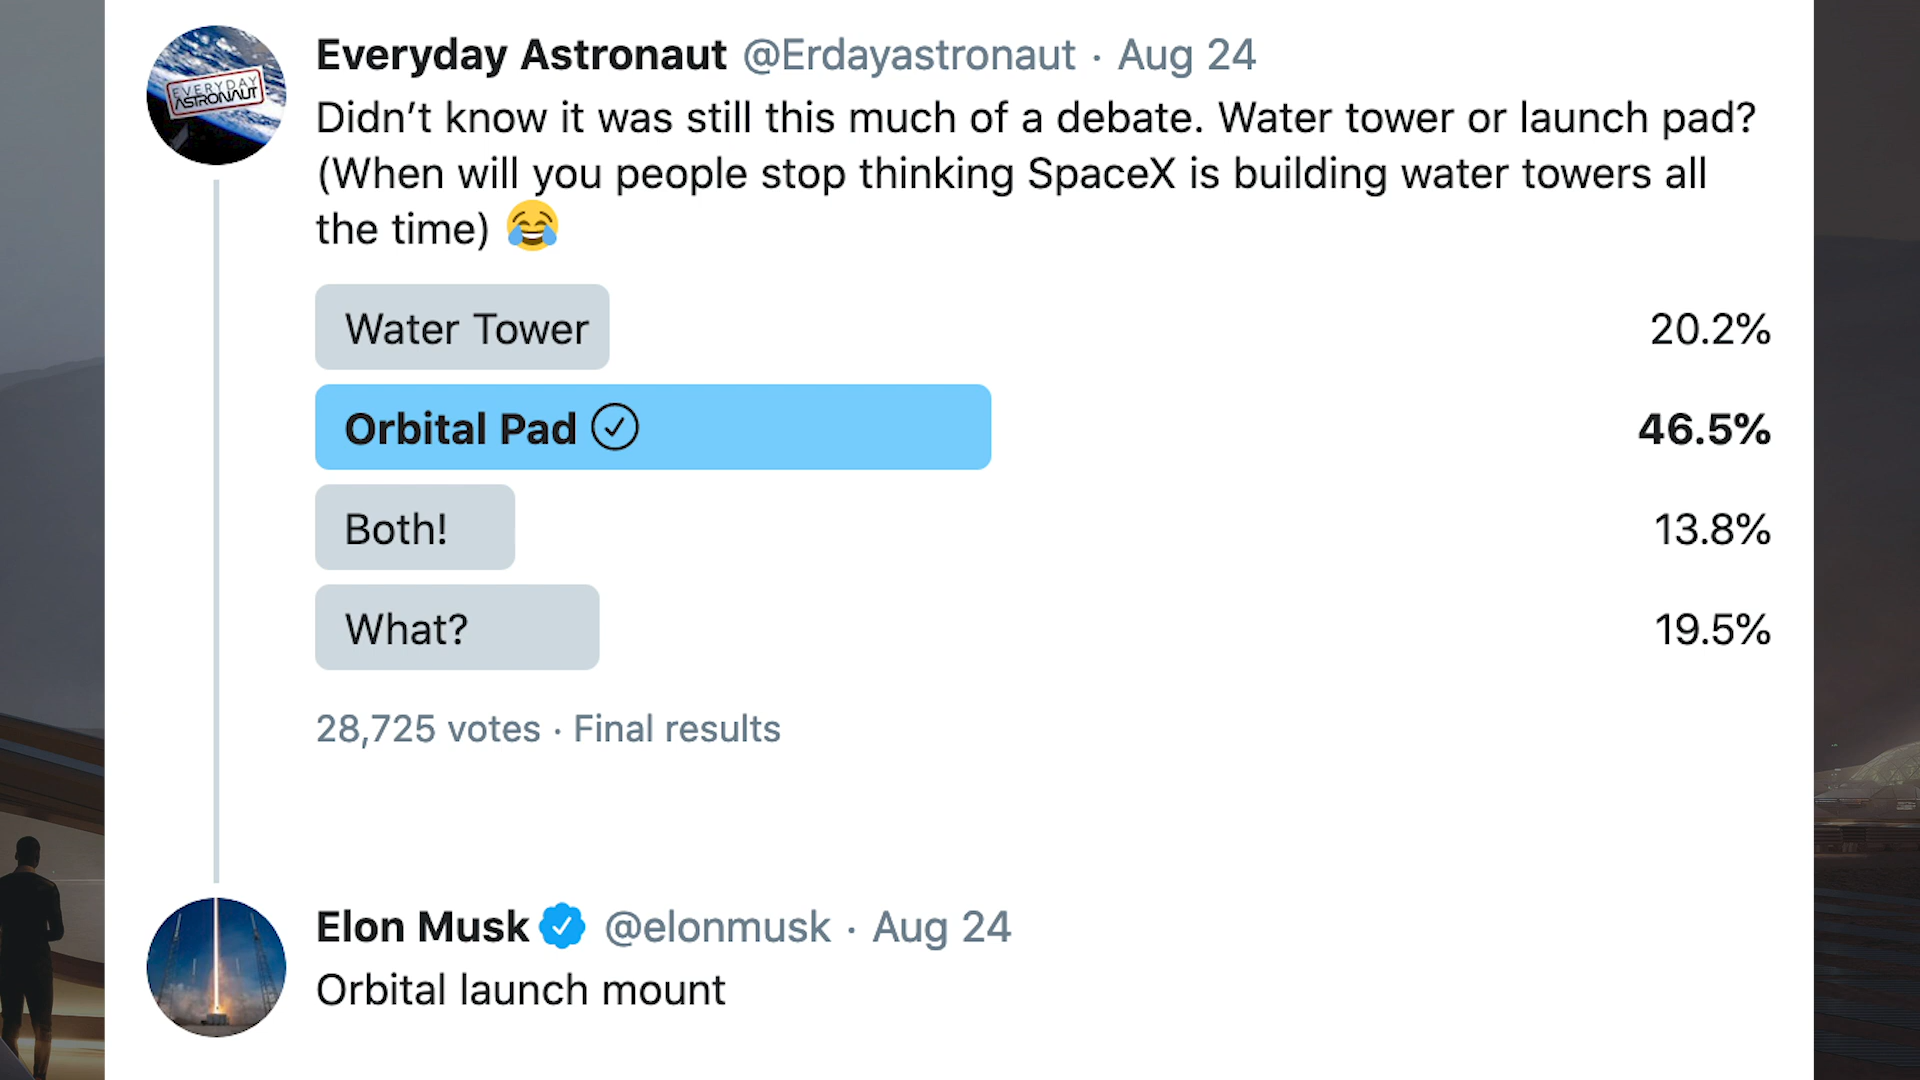 EVERYDAY
ASTRONAUT
Everyday Astronaut @Erdayastronaut · Aug 24
Didn’t know it was still this much of a debate. Water tower or launch pad?
(When will you people stop thinking SpaceX is building water towers all
the time) 😂
Water Tower 20.2%
Orbital Pad 46.5%
Both! 13.8%
What? 19.5%
28,725 votes · Final results
Elon Musk @elonmusk · Aug 24
Orbital launch mount